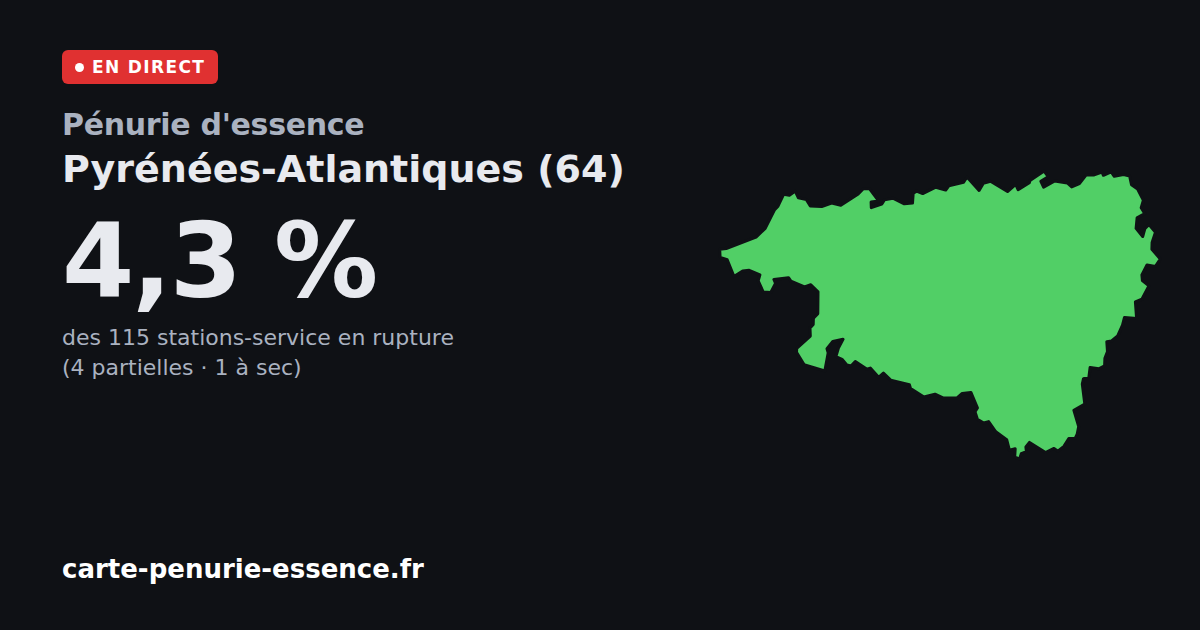 EN DIRECT
Pénurie d'essence
Pyrénées-Atlantiques (64)
4,3 %
des 115 stations-service en rupture
(4 partielles · 1 à sec)
carte-penurie-essence.fr